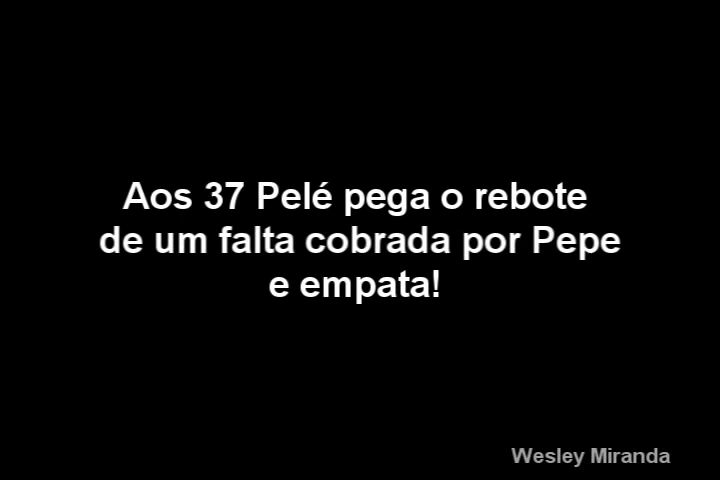 Aos 37 Pelé pega o rebote
de um falta cobrada por Pepe
e empata!
Wesley Miranda